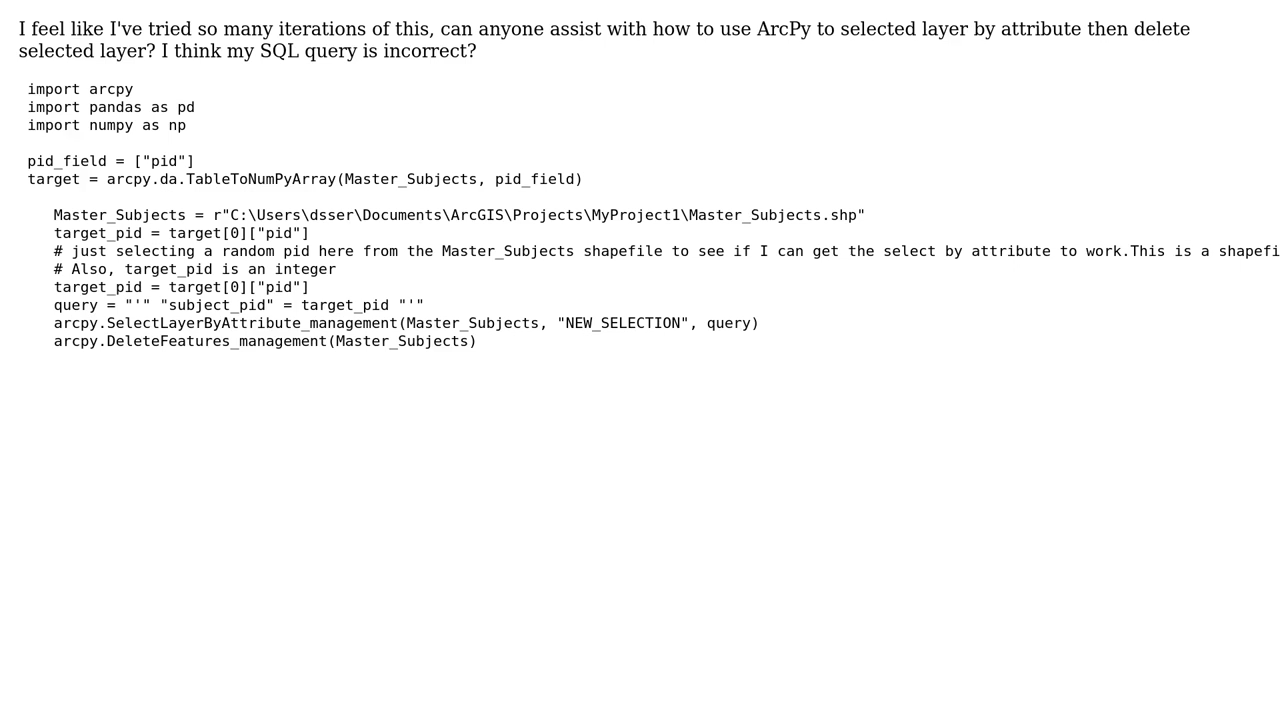 I feel like I've tried so many iterations of this, can anyone assist with how to use ArcPy to selected layer by attribute then delete
selected layer? I think my SQL query is incorrect?
import arcpy
import pandas as pd
import numpy as np
pid_field = ["pid"]
target = arcpy.da.TableToNumPyArray(Master_Subjects, pid_field)
Master_Subjects = r"C:\Users\dsser\Documents\ArcGIS\Projects\MyProject1\Master_Subjects.shp"
target_pid = target[0]["pid"]
# just selecting a random pid here from the Master_Subjects shapefile to see if I can get the select by attribute to work.This is a shapefi
# Also, target_pid is an integer
target_pid = target[0]["pid"]
query = "'" "subject_pid" = target_pid "'"
arcpy.SelectLayerByAttribute_management(Master_Subjects, "NEW_SELECTION", query)
arcpy.DeleteFeatures_management(Master_Subjects)